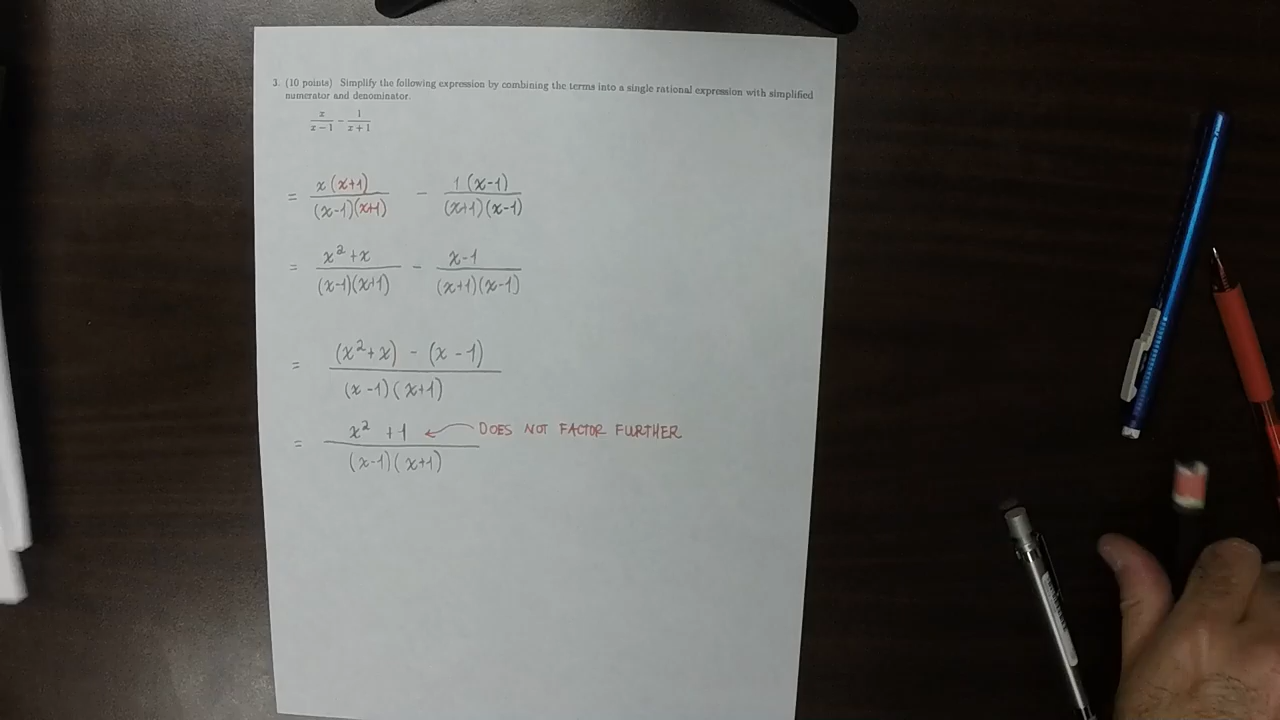 3. (10 points) Simplify the following expression by combining the terms into a single rational expression with simplified
numerator and denominator.
x/(x − 1) − 1/(x + 1)
= x(x+1)/((x-1)(x+1)) - 1(x-1)/((x+1)(x-1))
= (x²+x)/((x-1)(x+1)) - (x-1)/((x+1)(x-1))
= ((x²+x) - (x-1))/((x-1)(x+1))
= (x² +1)/((x-1)(x+1)) ← DOES NOT FACTOR FURTHER